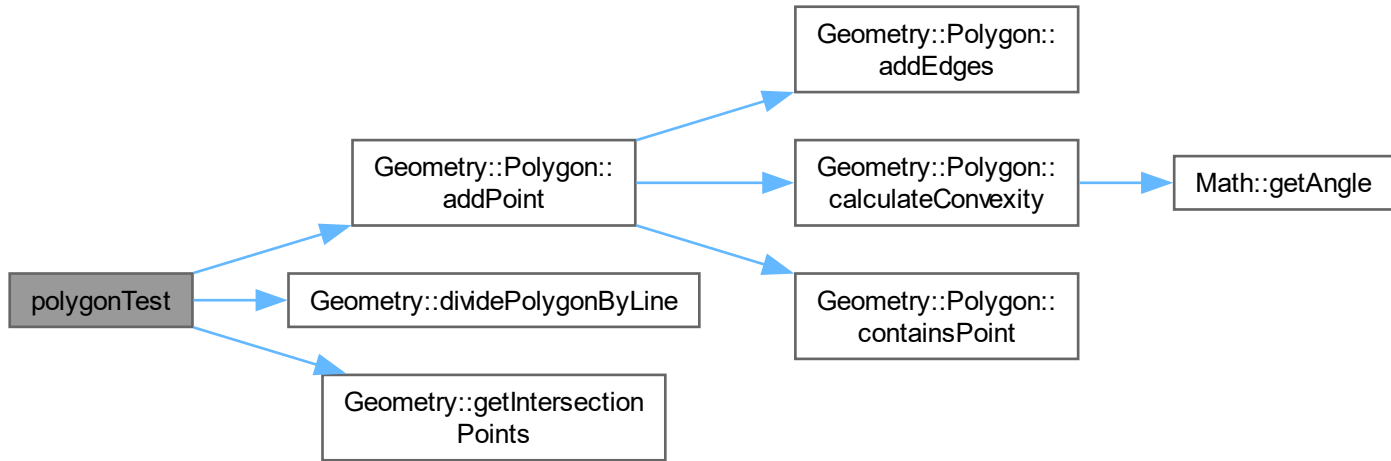 polygonTest
Geometry::Polygon::
addPoint
Geometry::dividePolygonByLine
Geometry::getIntersection
Points
Geometry::Polygon::
addEdges
Geometry::Polygon::
calculateConvexity
Geometry::Polygon::
containsPoint
Math::getAngle